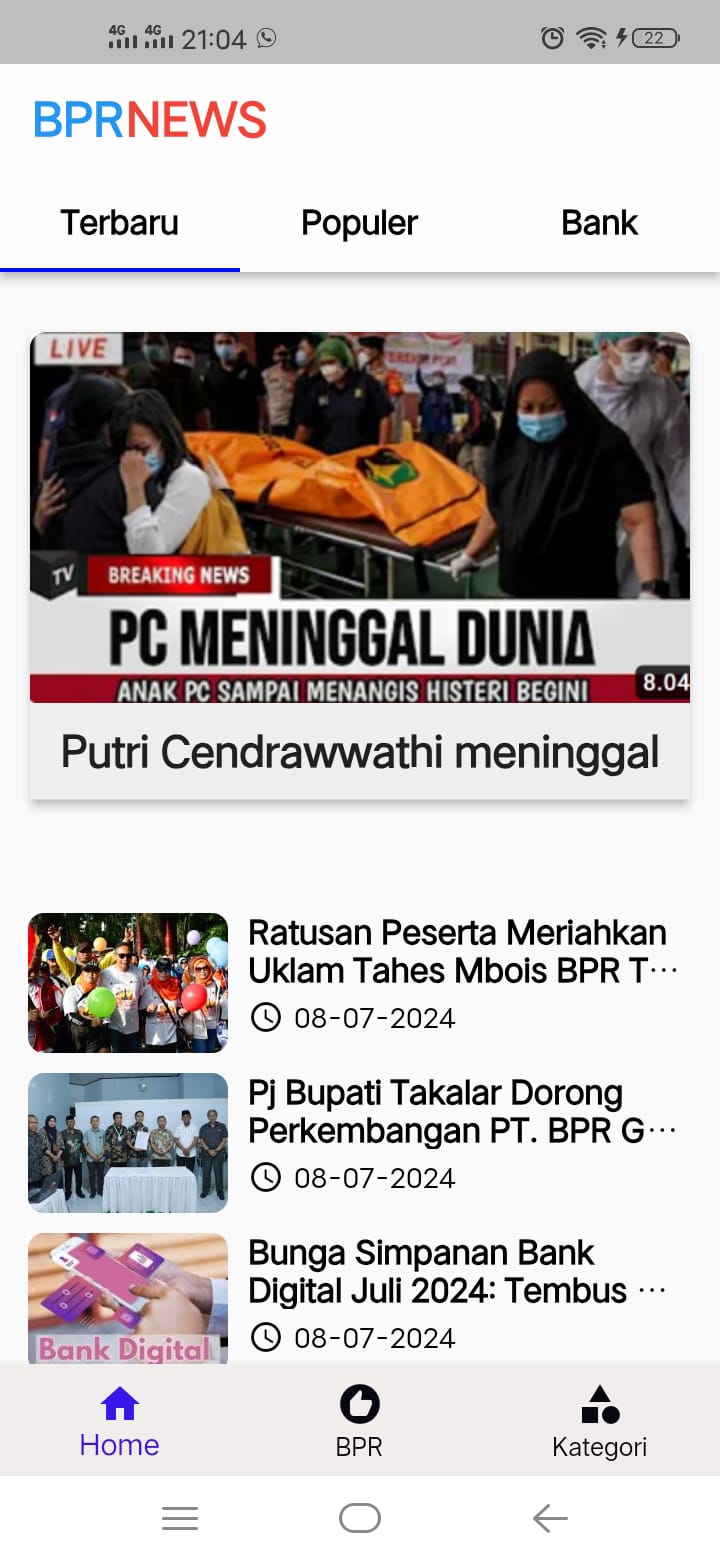 4G 4G 21:04 22
BPRNEWS
Terbaru Populer Bank
LIVE
TV BREAKING NEWS
PC MENINGGAL DUNIA
ANAK PC SAMPAI MENANGIS HISTERI BEGINI 8.04
Putri Cendrawwathi meninggal
Ratusan Peserta Meriahkan
Uklam Tahes Mbois BPR T...
08-07-2024
Pj Bupati Takalar Dorong
Perkembangan PT. BPR G...
08-07-2024
Bunga Simpanan Bank
Digital Juli 2024: Tembus ...
08-07-2024
Bank Digital
Home BPR Kategori